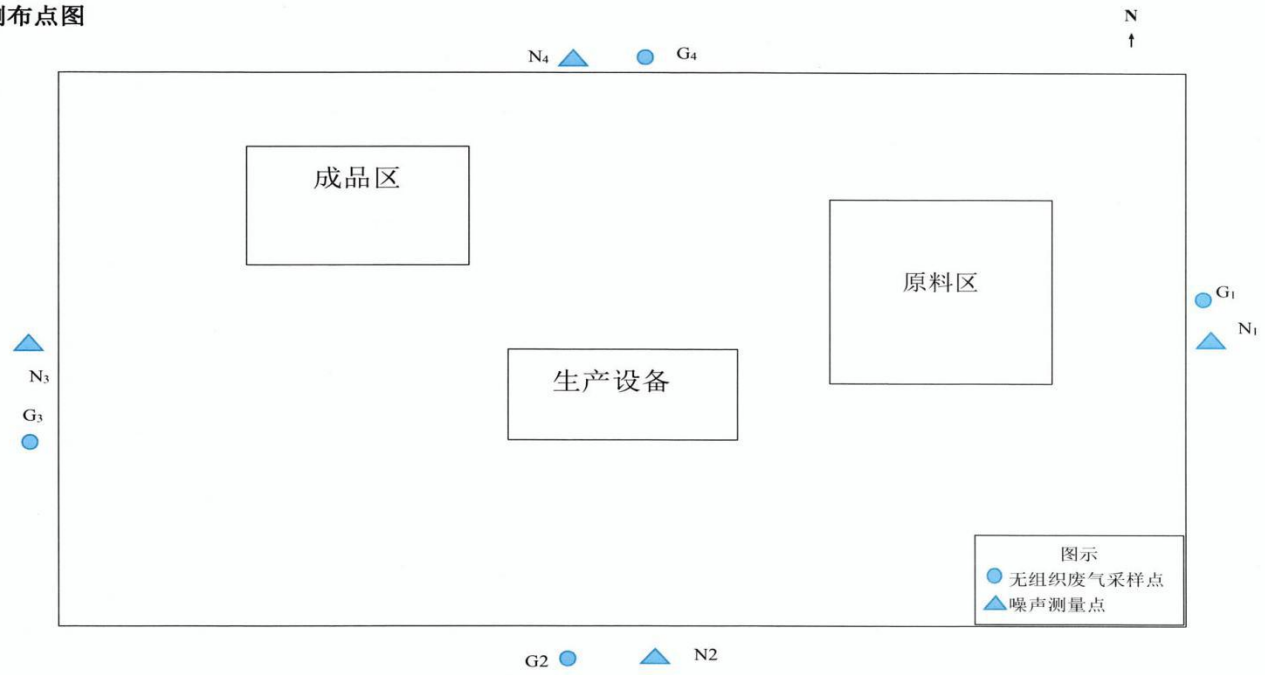 布点图
N
↑
N₄
G₄
成品区
原料区
G₁
N₁
生产设备
N₃
G₃
图示
无组织废气采样点
噪声测量点
G2
N2